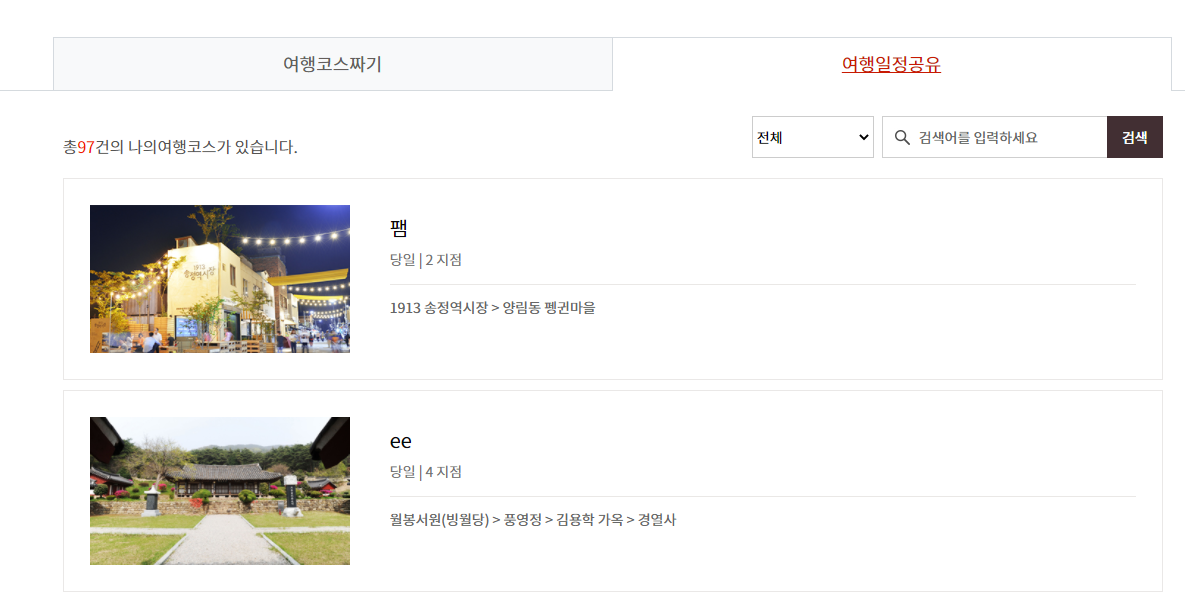 여행코스짜기
여행일정공유
총97건의 나의여행코스가 있습니다.
전체
검색어를 입력하세요
검색
팸
당일 | 2 지점
1913 송정역시장 > 양림동 펭귄마을
1913
송정역시장
ee
당일 | 4 지점
월봉서원(빙월당) > 풍영정 > 김용학 가옥 > 경열사